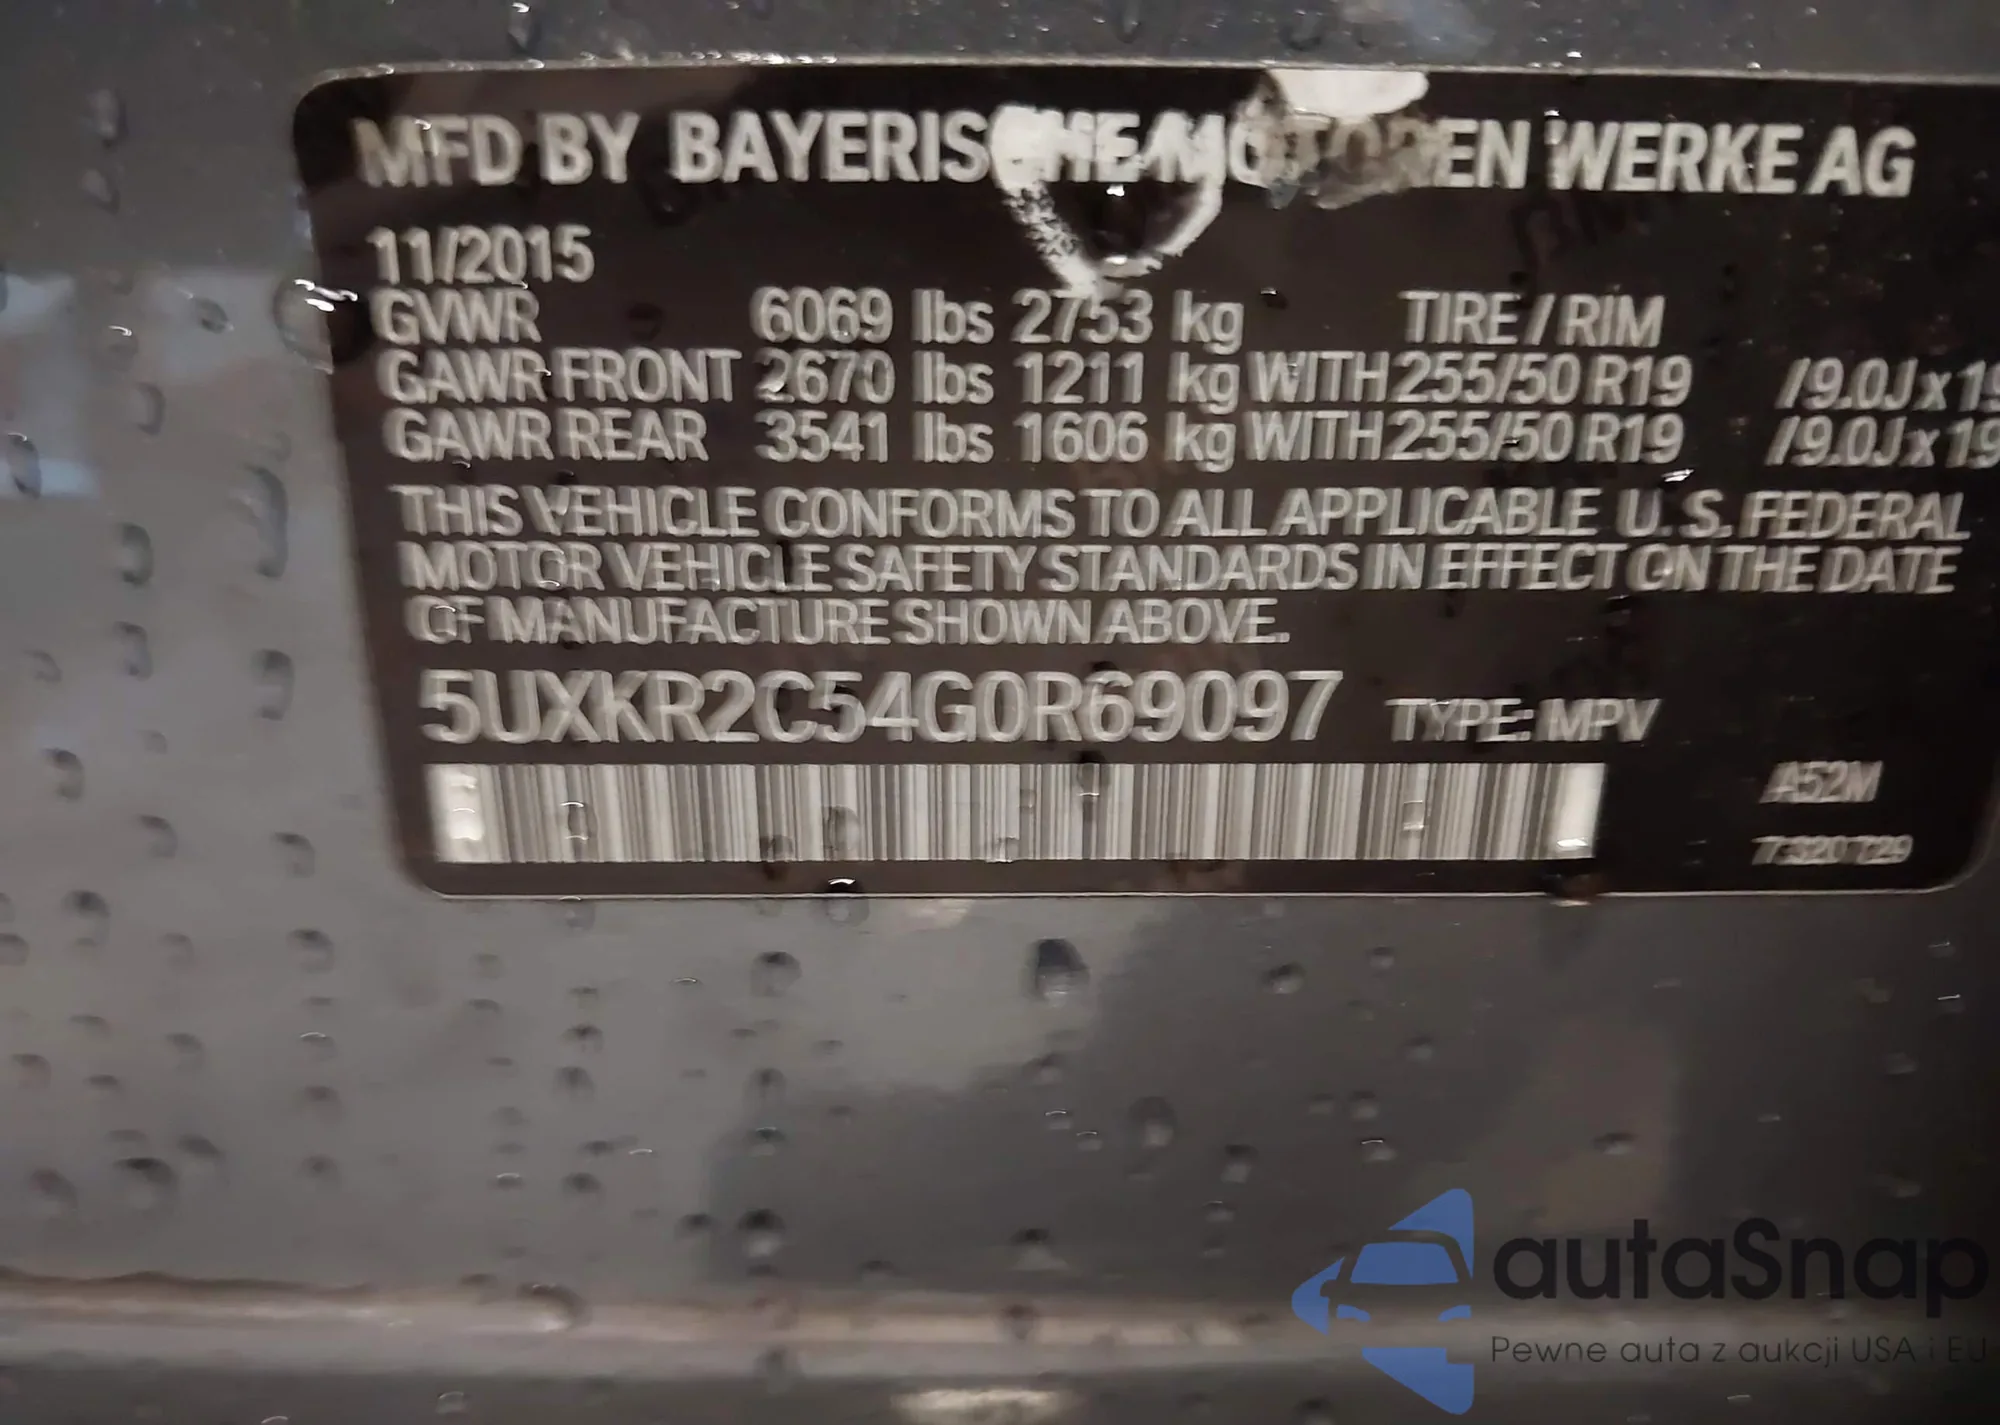 MFD BY BAYERISCHE MOTOREN WERKE AG
11/2015
GVWR 6069 lbs 2753 kg TIRE / RIM
GAWR FRONT 2670 lbs 1211 kg WITH 255/50 R19 /9.0J x 19
GAWR REAR 3541 lbs 1606 kg WITH 255/50 R19 /9.0J x 19
THIS VEHICLE CONFORMS TO ALL APPLICABLE U. S. FEDERAL
MOTOR VEHICLE SAFETY STANDARDS IN EFFECT ON THE DATE
OF MANUFACTURE SHOWN ABOVE.
5UXKR2C54G0R69097 TYPE: MPV
A52M
7320729
autaSnap
Pewne auta z aukcji USA i EU